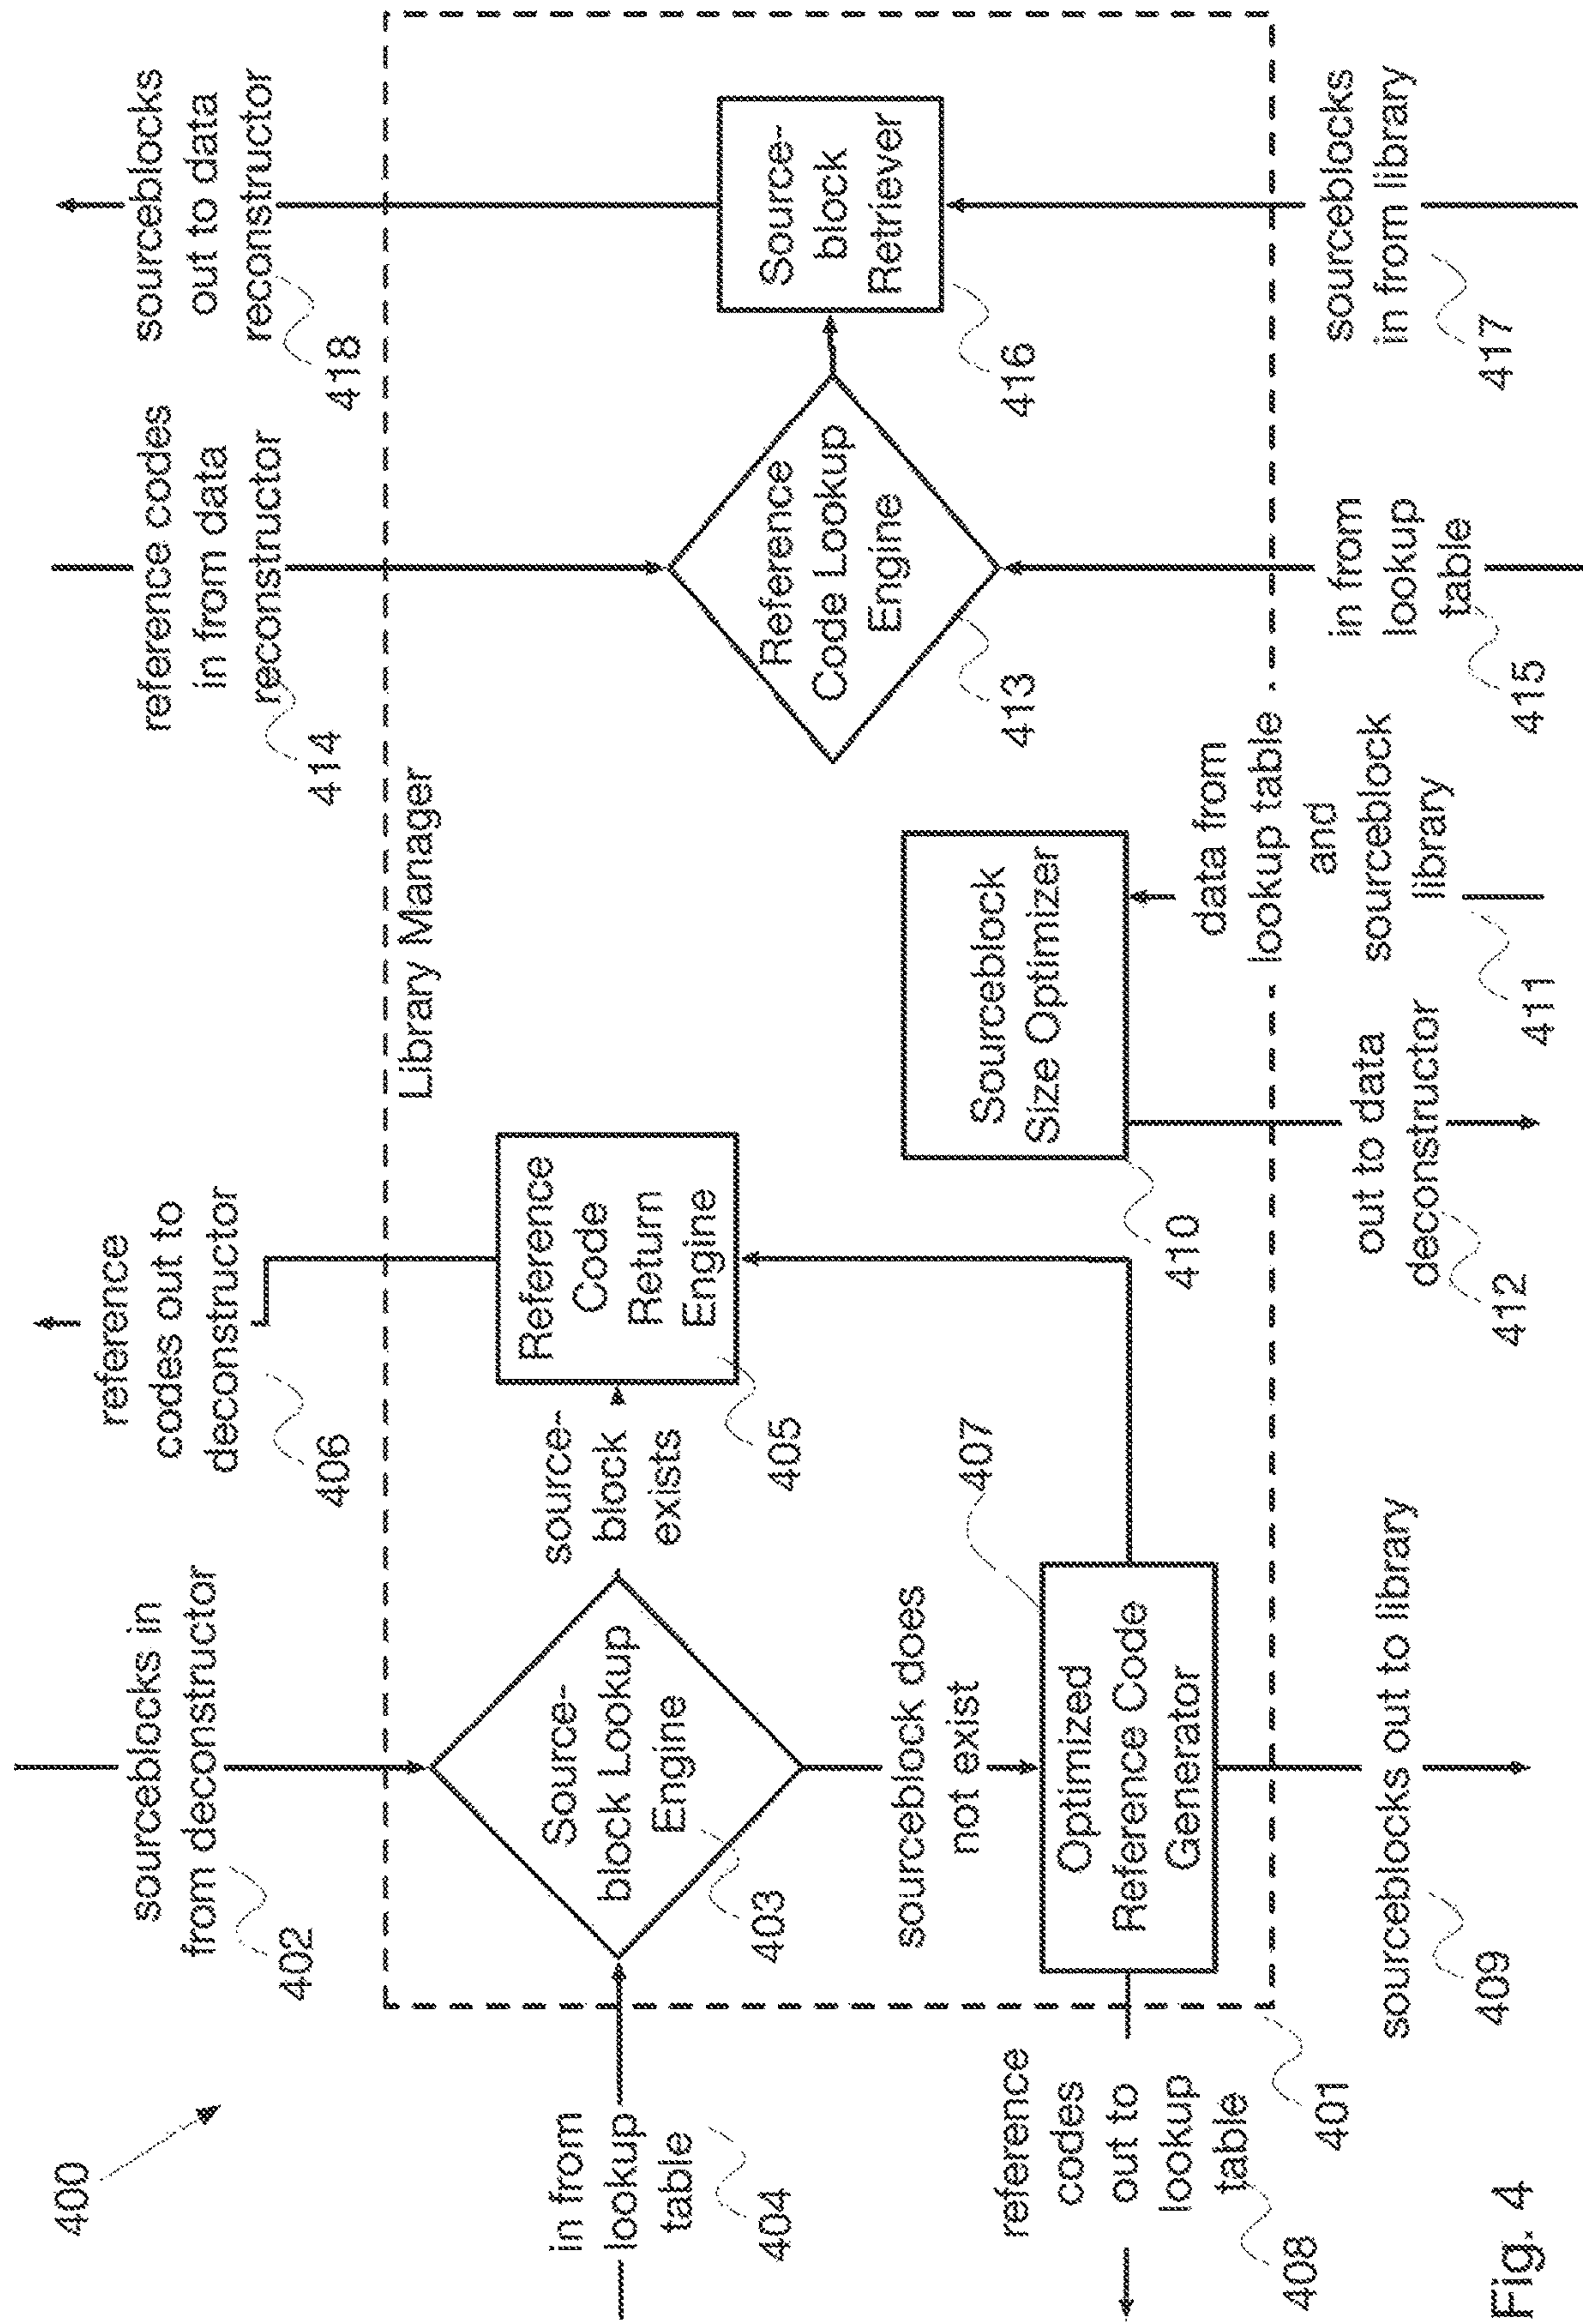 400
sourceblocks in
from deconstructor
402
reference
codes out to
deconstructor
406
reference codes
in from data
reconstructor
414
sourceblocks
out to data
reconstructor
418
Library Manager
in from
lookup
table
404
Source-
block Lookup
Engine
403
source-
block
exists
Reference
Code
Return
Engine
405
Reference
Code Lookup
Engine
413
Source-
block
Retriever
416
sourceblock does
not exist
407
Optimized
Reference Code
Generator
Sourceblock
Size Optimizer
410
reference
codes
out to
lookup
table
408
401
sourceblocks out to library
409
out to data
deconstructor
412
data from
lookup table
and
sourceblock
library
411
in from
lookup
table
415
sourceblocks
in from library
417
Fig. 4